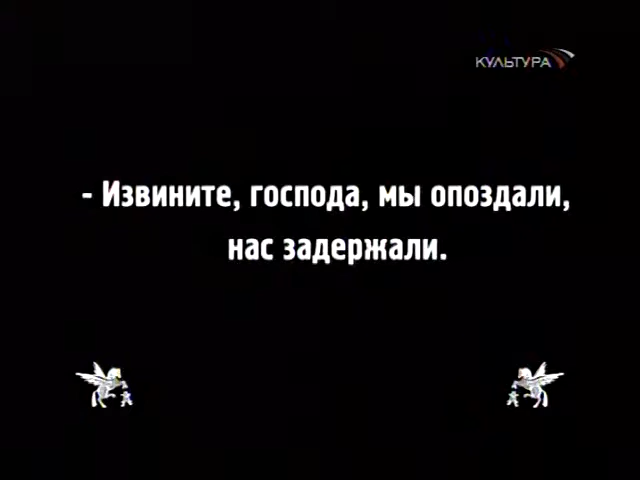 КУЛЬТУРА
- Извините, господа, мы опоздали,
нас задержали.